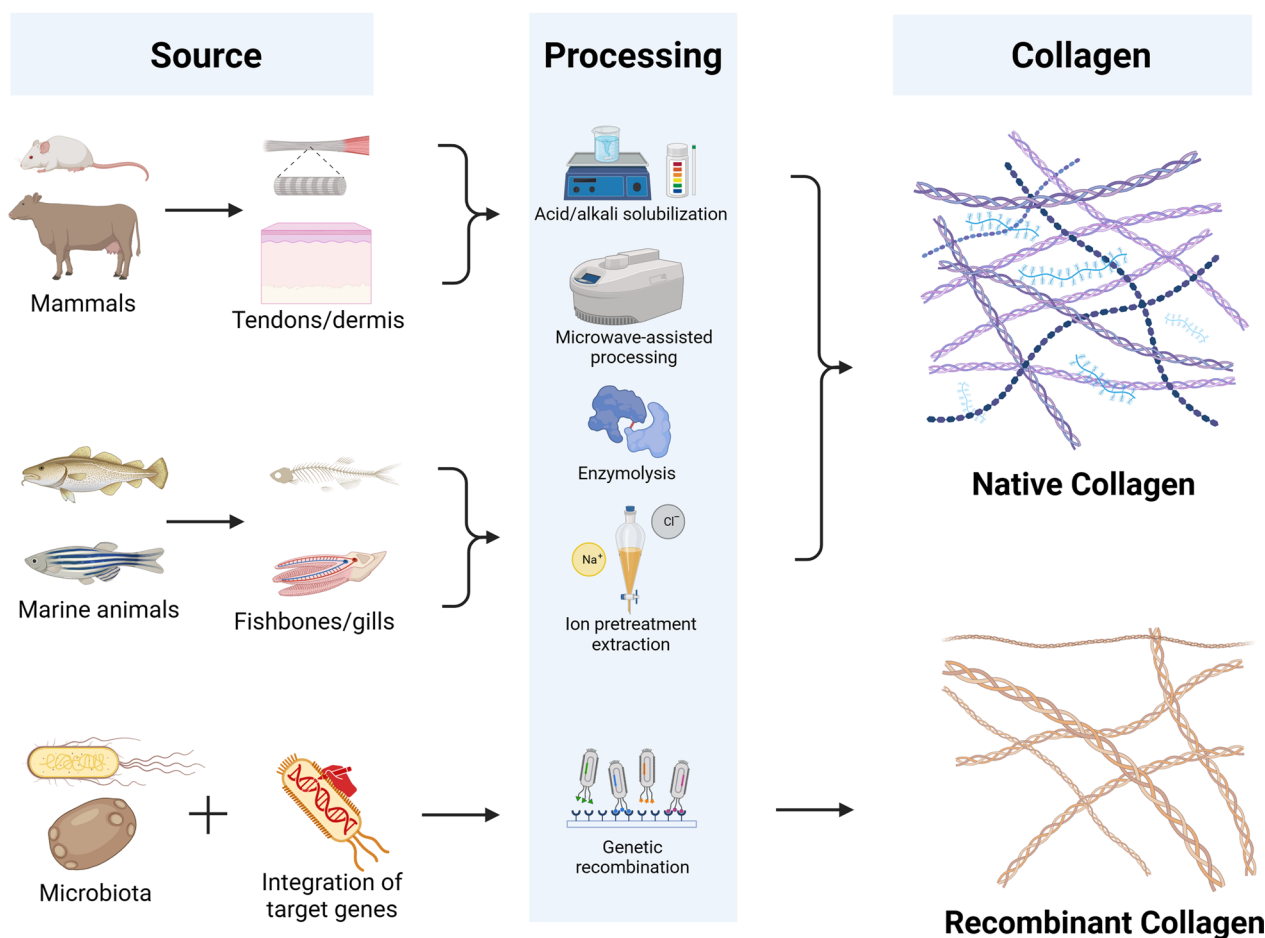 Source
Processing
Collagen
Mammals
Tendons/dermis
Acid/alkali solubilization
Microwave-assisted
processing
Enzymolysis
Native Collagen
Marine animals
Fishbones/gills
Cl⁻
Na⁺
Ion pretreatment
extraction
Microbiota
+
Integration of
target genes
Genetic
recombination
Recombinant Collagen